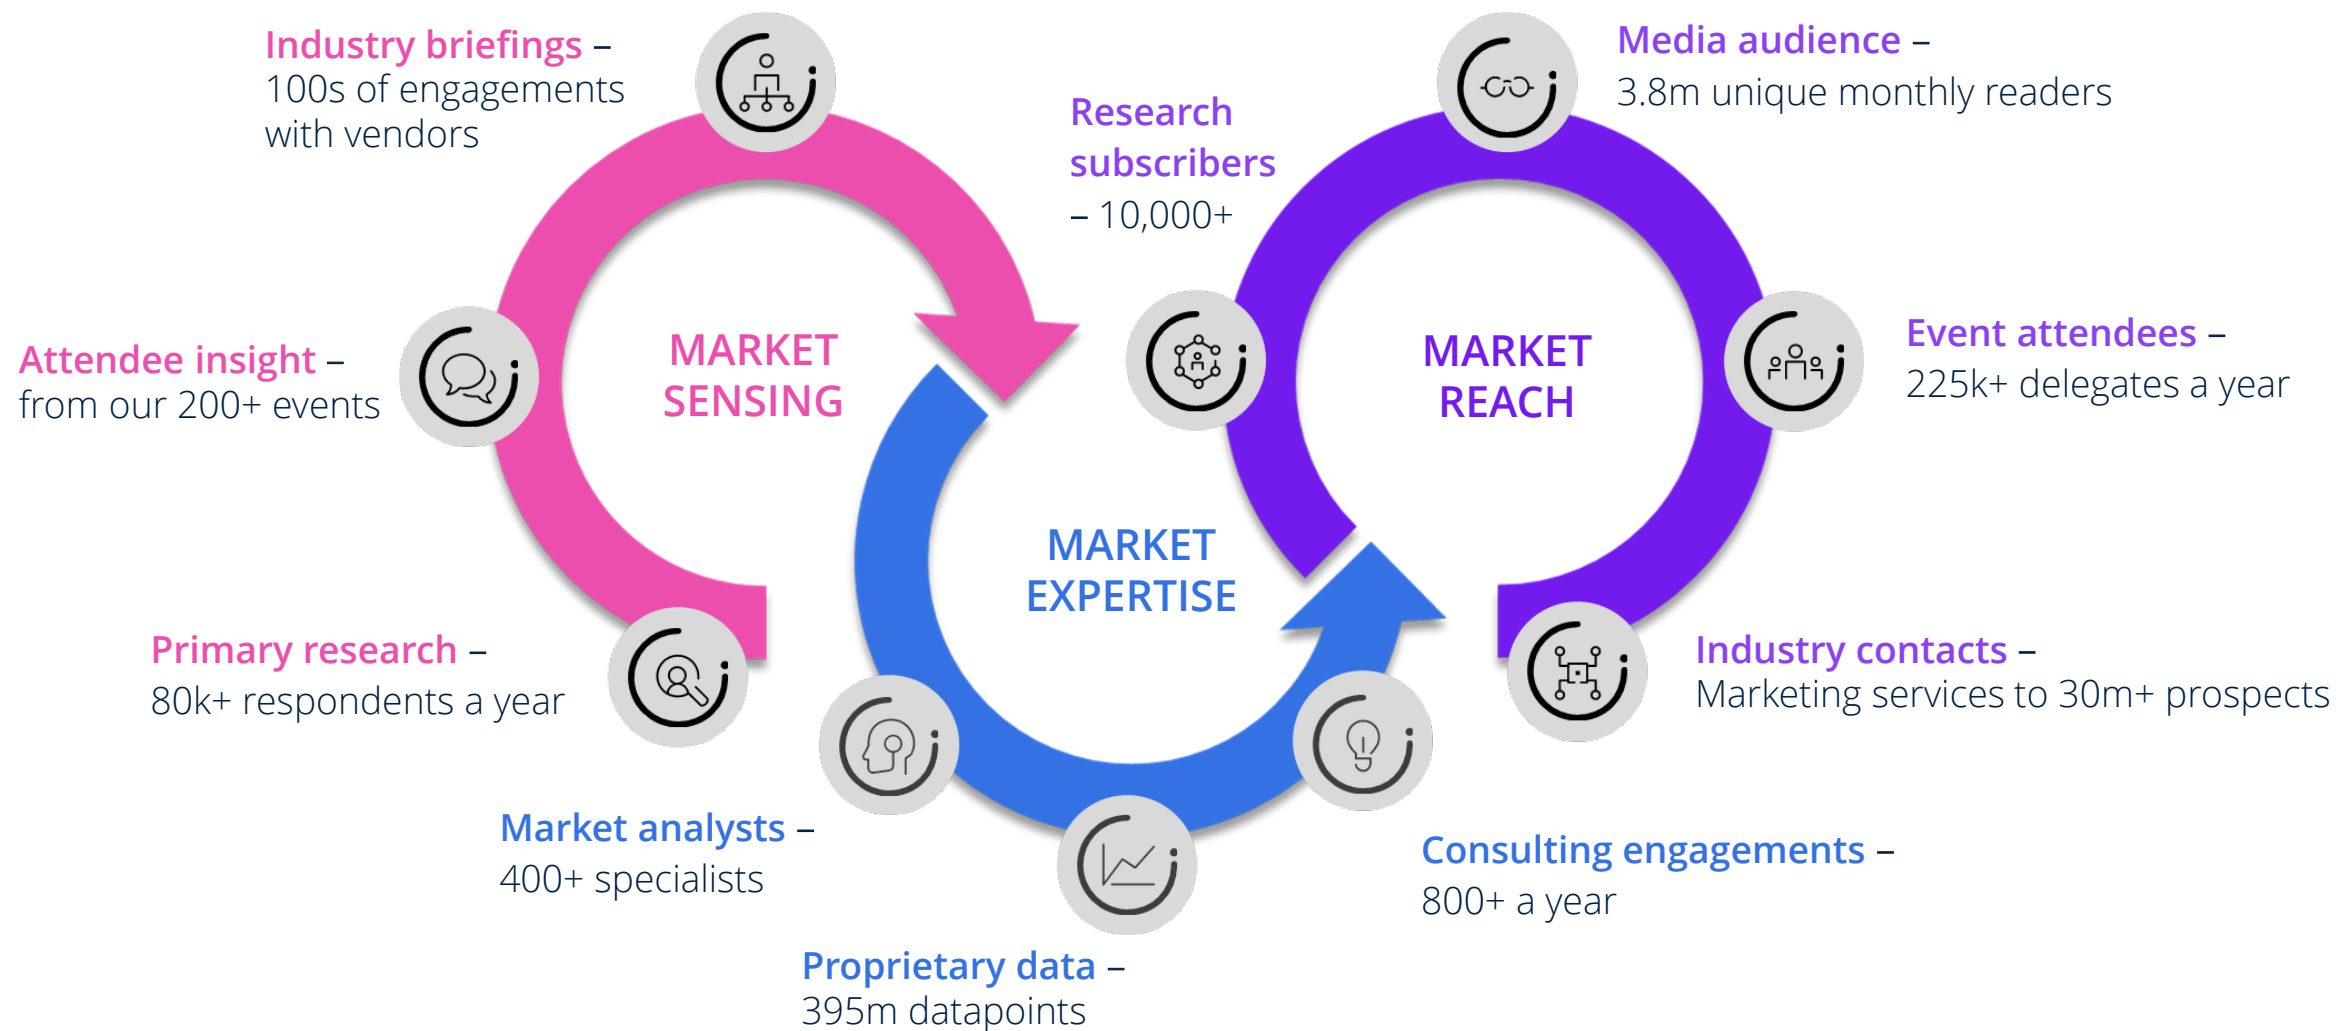 Industry briefings –
100s of engagements
with vendors
Attendee insight –
from our 200+ events
Primary research –
80k+ respondents a year
MARKET
SENSING
Market analysts –
400+ specialists
Proprietary data –
395m datapoints
Consulting engagements –
800+ a year
MARKET
EXPERTISE
Research
subscribers
– 10,000+
Media audience –
3.8m unique monthly readers
Event attendees –
225k+ delegates a year
Industry contacts –
Marketing services to 30m+ prospects
MARKET
REACH